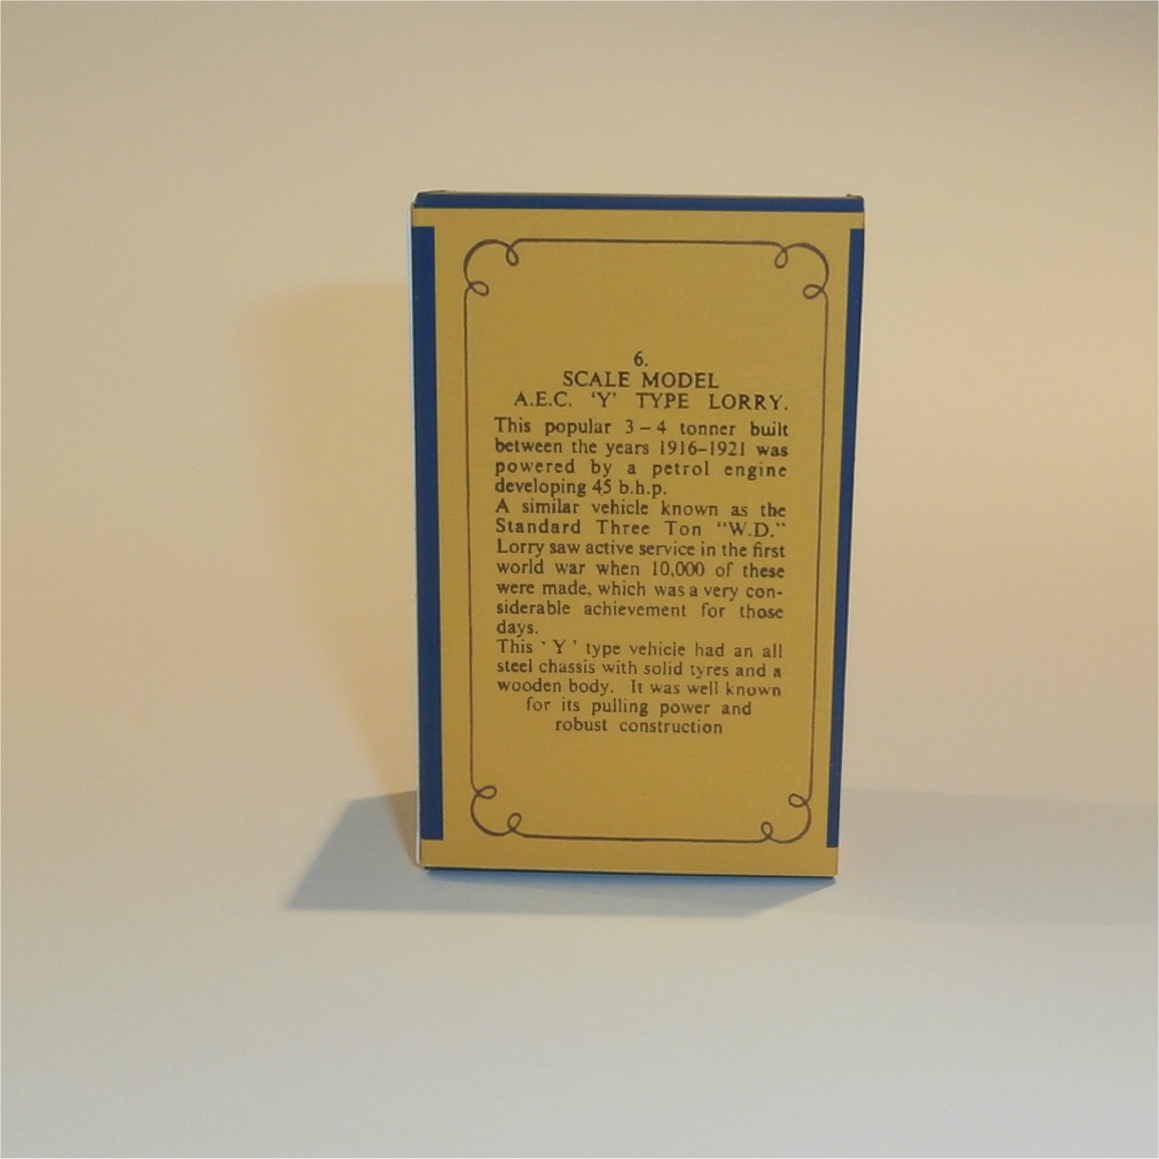 6.
SCALE MODEL
A.E.C. ‘Y’ TYPE LORRY.
This popular 3–4 tonner built
between the years 1916–1921 was
powered by a petrol engine
developing 45 b.h.p.
A similar vehicle known as the
Standard Three Ton “W.D.”
Lorry saw active service in the first
world war when 10,000 of these
were made, which was a very con-
siderable achievement for those
days.
This ‘Y’ type vehicle had an all
steel chassis with solid tyres and a
wooden body. It was well known
for its pulling power and
robust construction